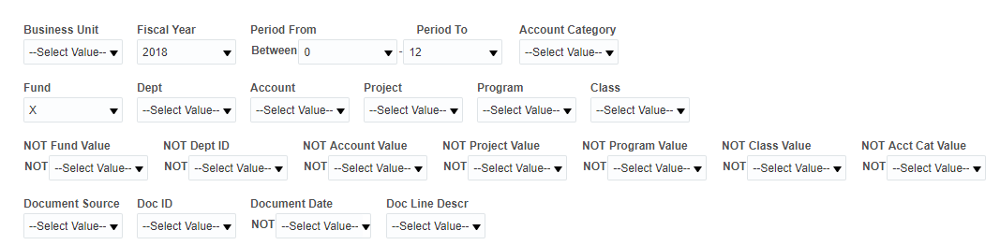 Business Unit Fiscal Year Period From Period To Account Category
--Select Value-- 2018 Between 0 - 12 --Select Value--
Fund Dept Account Project Program Class
X --Select Value-- --Select Value-- --Select Value-- --Select Value-- --Select Value--
NOT Fund Value NOT Dept ID NOT Account Value NOT Project Value NOT Program Value NOT Class Value NOT Acct Cat Value
NOT --Select Value-- NOT --Select Value-- NOT --Select Value-- NOT --Select Value-- NOT --Select Value-- NOT --Select Value-- NOT --Select Value--
Document Source Doc ID Document Date Doc Line Descr
--Select Value-- --Select Value-- NOT --Select Value-- --Select Value--